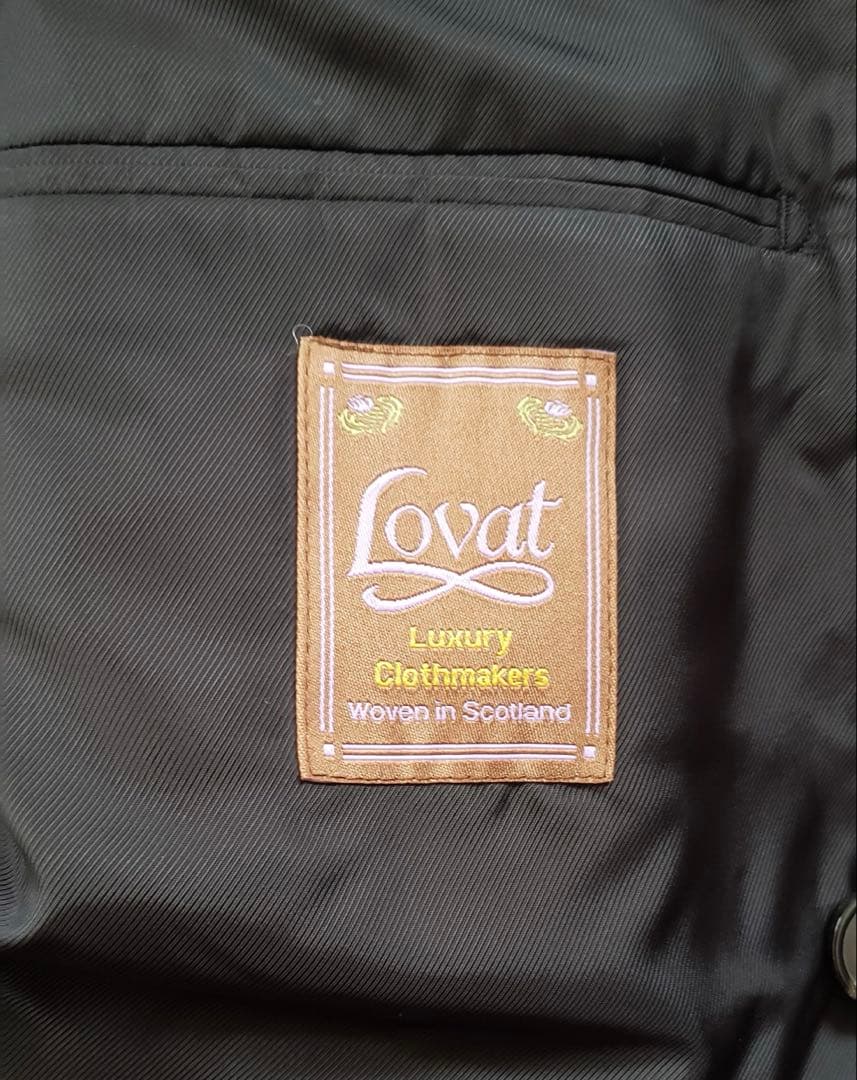 Lovat
Luxury
Clothmakers
Woven in Scotland